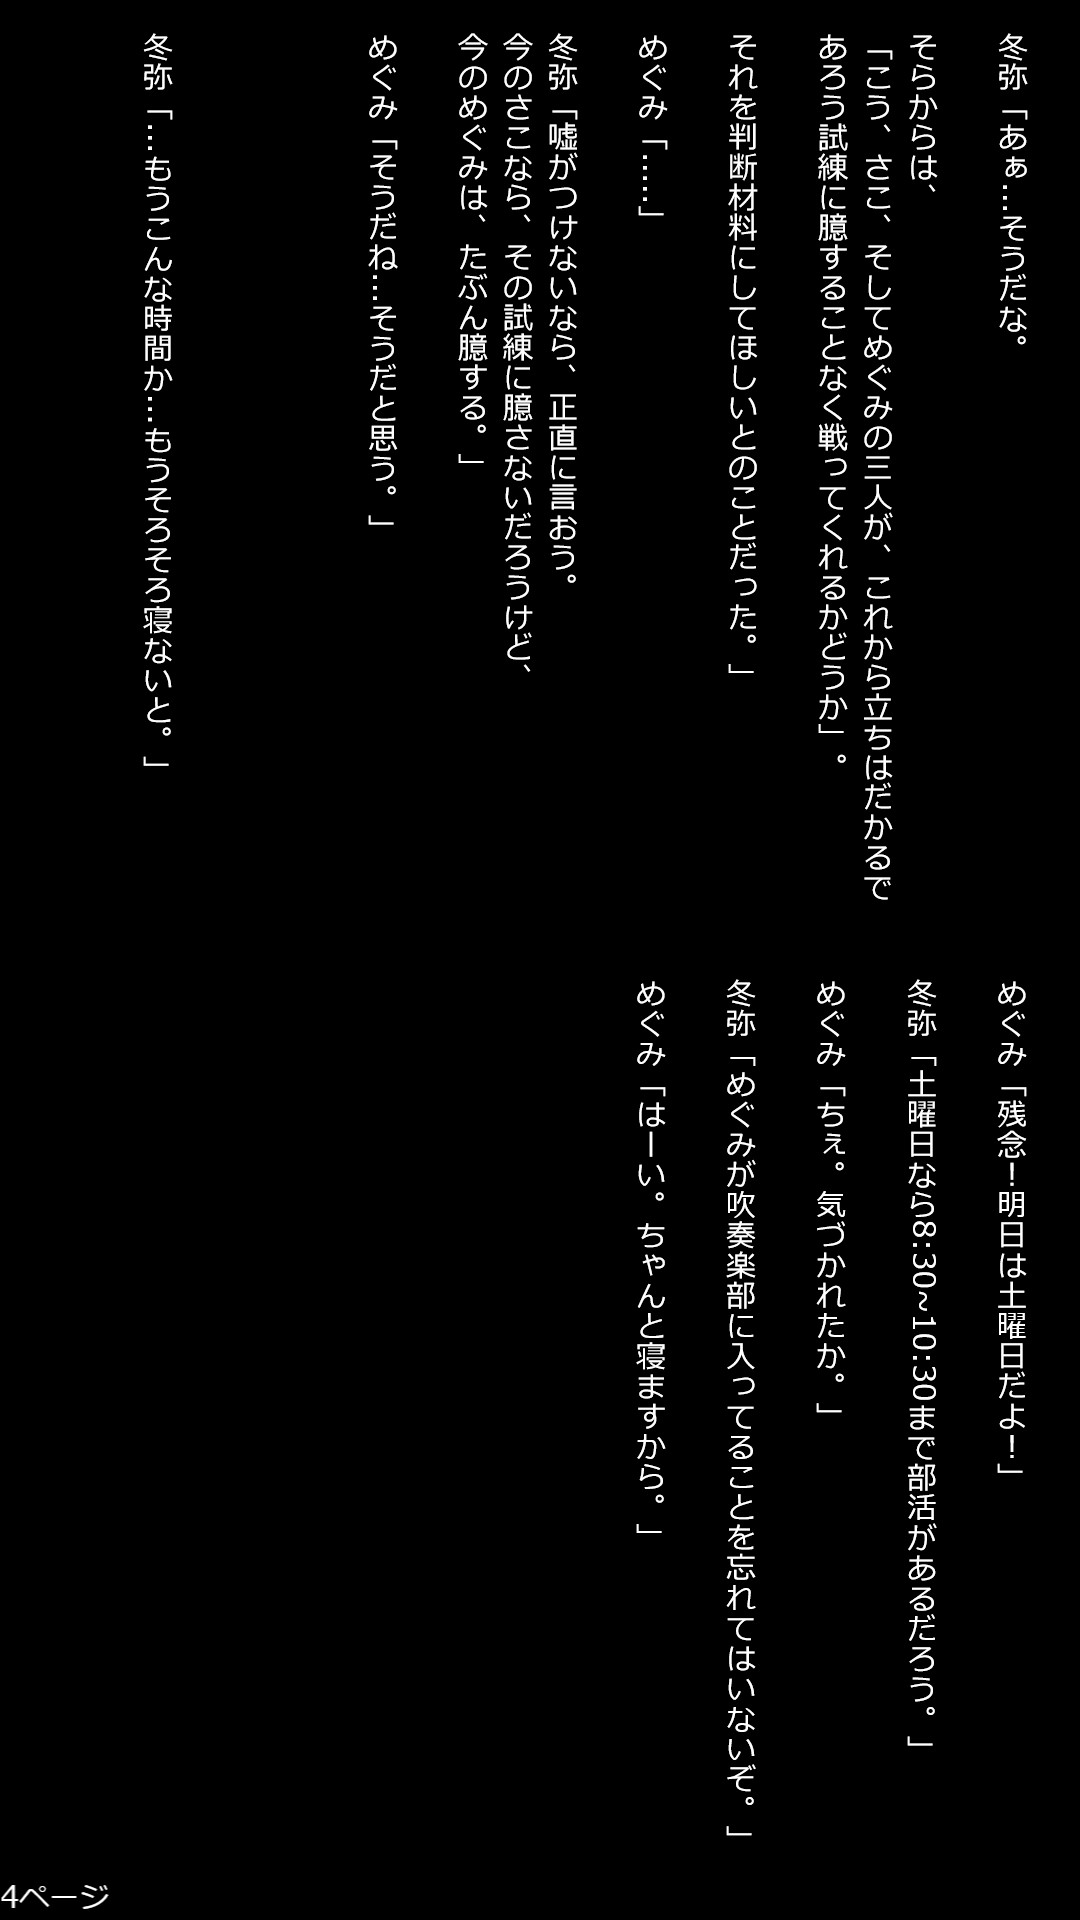 冬弥「あぁ…そうだな。
そらからは、
「こう、さこ、そしてめぐみの三人が、これから立ちはだかるで
あろう試練に臆することなく戦ってくれるかどうか」。
それを判断材料にしてほしいとのことだった。」
めぐみ「……」
冬弥「嘘がつけないなら、正直に言おう。
今のさこなら、その試練に臆さないだろうけど、
今のめぐみは、たぶん臆する。」
めぐみ「そうだね…そうだと思う。」
冬弥「…もうこんな時間か…もうそろそろ寝ないと。」
めぐみ「残念！明日は土曜日だよ！」
冬弥「土曜日なら8:30~10:30まで部活があるだろう。」
めぐみ「ちぇ。気づかれたか。」
冬弥「めぐみが吹奏楽部に入ってることを忘れてはいないぞ。」
めぐみ「はーい。ちゃんと寝ますから。」
4ページ